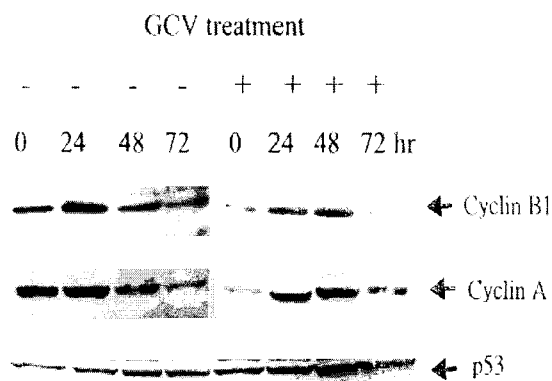 GCV treatment
- - - - + + + +
0 24 48 72 0 24 48 72 hr
Cyclin B1
Cyclin A
p53